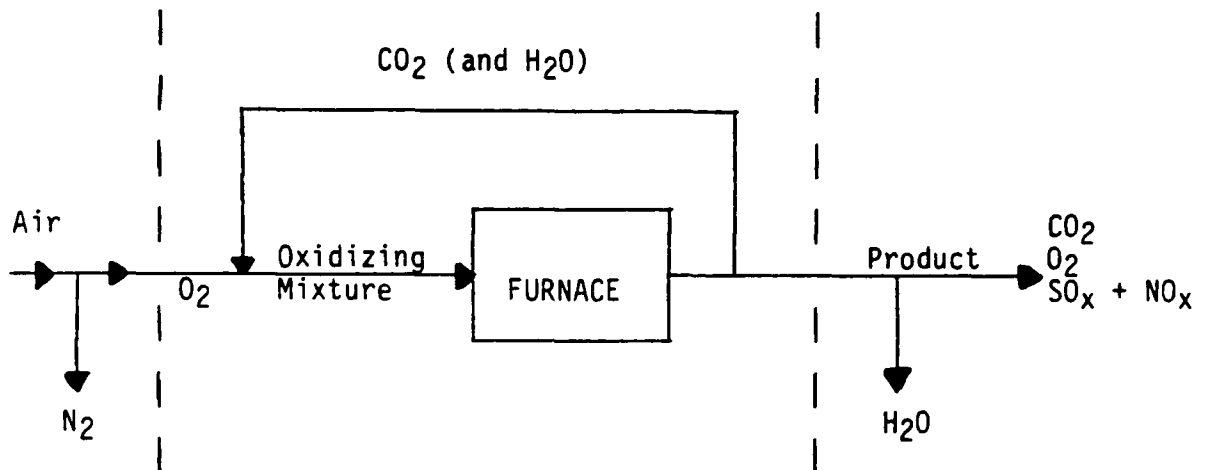 CO₂ (and H₂O)
Air
O₂
Oxidizing
Mixture
FURNACE
Product
CO₂
O₂
SOₓ + NOₓ
N₂
H₂O